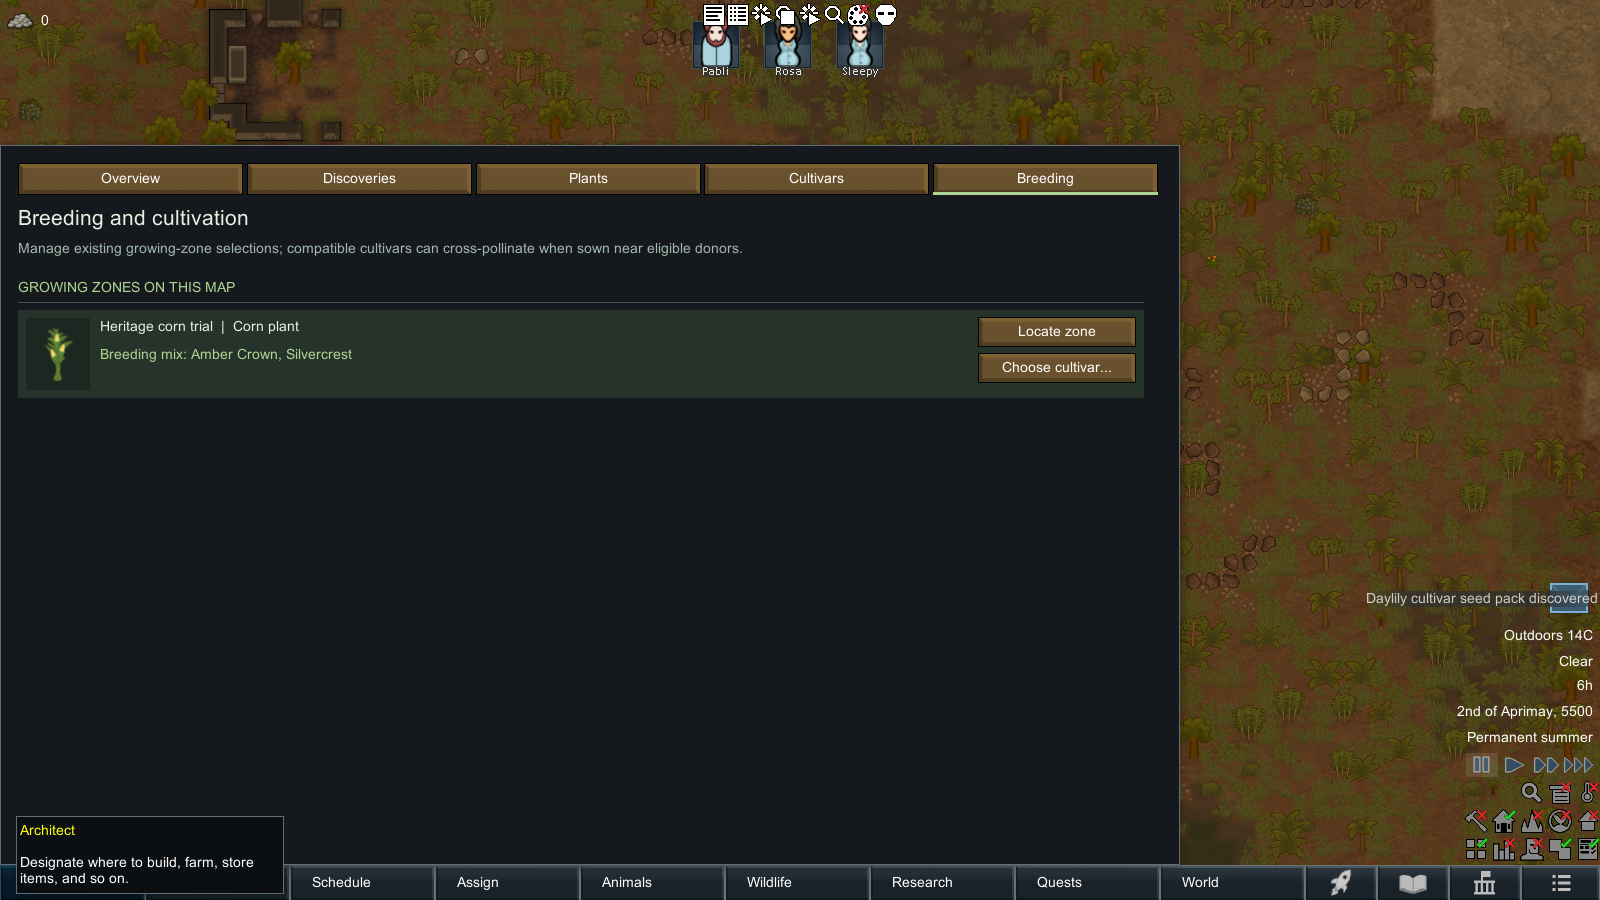 0
Pabli
Rosa
Sleepy
Overview
Discoveries
Plants
Cultivars
Breeding
Breeding and cultivation
Manage existing growing-zone selections; compatible cultivars can cross-pollinate when sown near eligible donors.
GROWING ZONES ON THIS MAP
Heritage corn trial | Corn plant
Breeding mix: Amber Crown, Silvercrest
Locate zone
Choose cultivar...
Daylily cultivar seed pack discovered
Outdoors 14C
Clear
6h
2nd of Aprimay, 5500
Permanent summer
Architect
Designate where to build, farm, store
items, and so on.
Schedule
Assign
Animals
Wildlife
Research
Quests
World